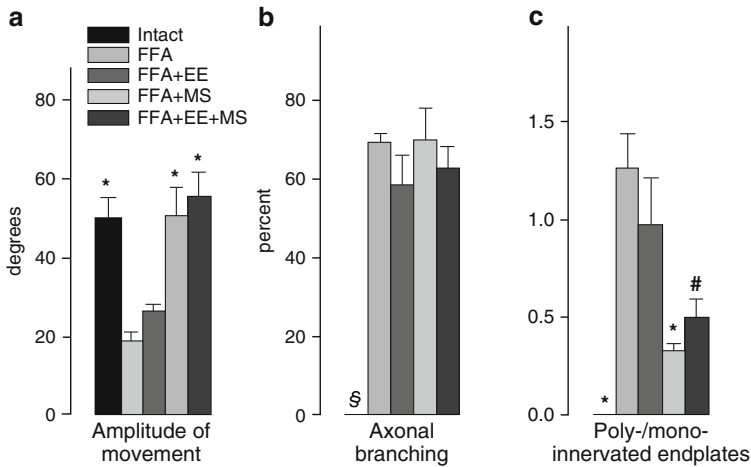 a
Intact
FFA
FFA+EE
FFA+MS
FFA+EE+MS
degrees
80
60
40
20
0
*
*
*
Amplitude of
movement
b
percent
80
60
40
20
0
§
Axonal
branching
c
1.5
1.0
0.5
0.0
*
*
#
Poly-/mono-
innervated endplates